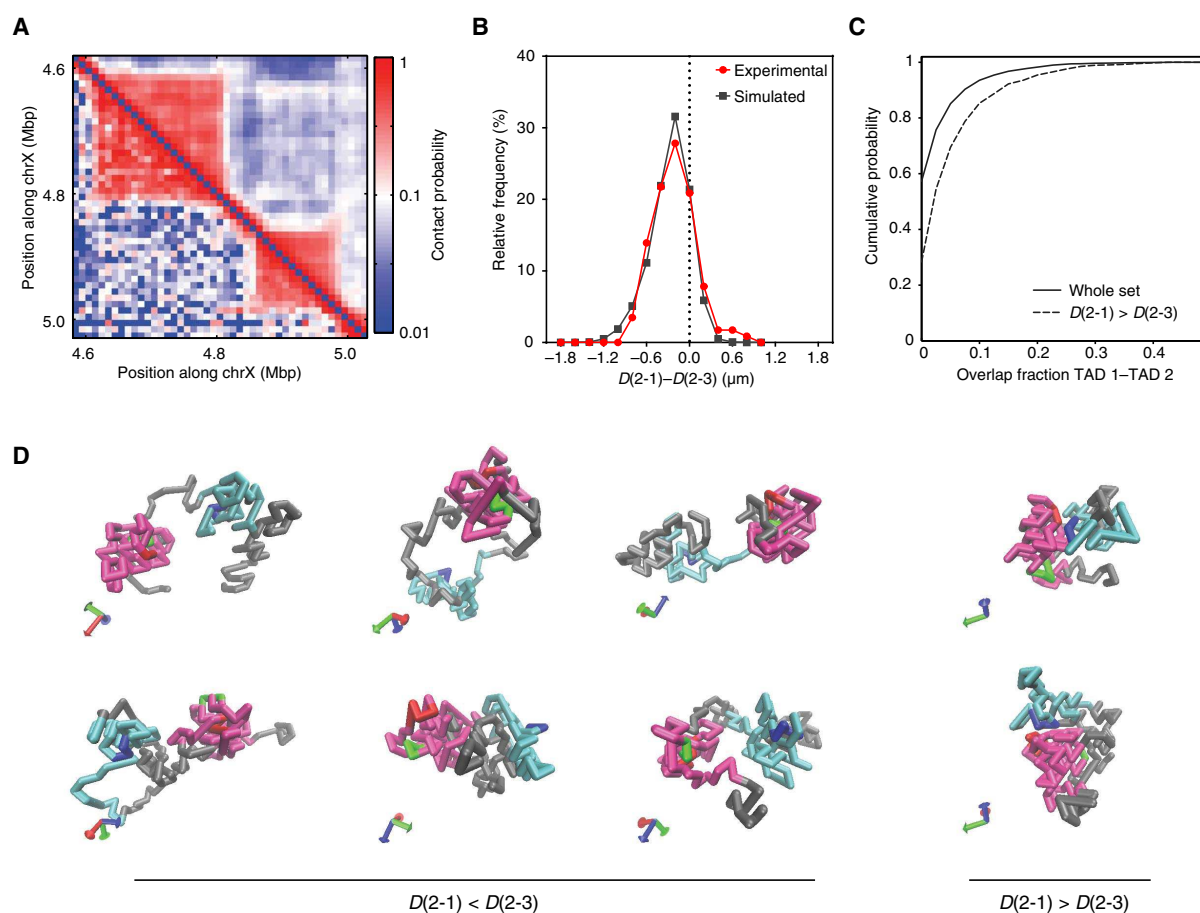 A
4.6
4.8
5.0
Position along chrX (Mbp)
4.6
4.8
5.0
Position along chrX (Mbp)
1
0.1
0.01
Contact probability
B
40
30
20
10
0
Relative frequency (%)
Experimental
Simulated
−1.8
−1.2
−0.6
0.0
0.6
1.2
1.8
D(2-1)–D(2-3) (µm)
C
1
0.8
0.6
0.4
0.2
0
Cumulative probability
Whole set
D(2-1) > D(2-3)
0
0.1
0.2
0.3
0.4
Overlap fraction TAD 1–TAD 2
D
D(2-1) < D(2-3)
D(2-1) > D(2-3)